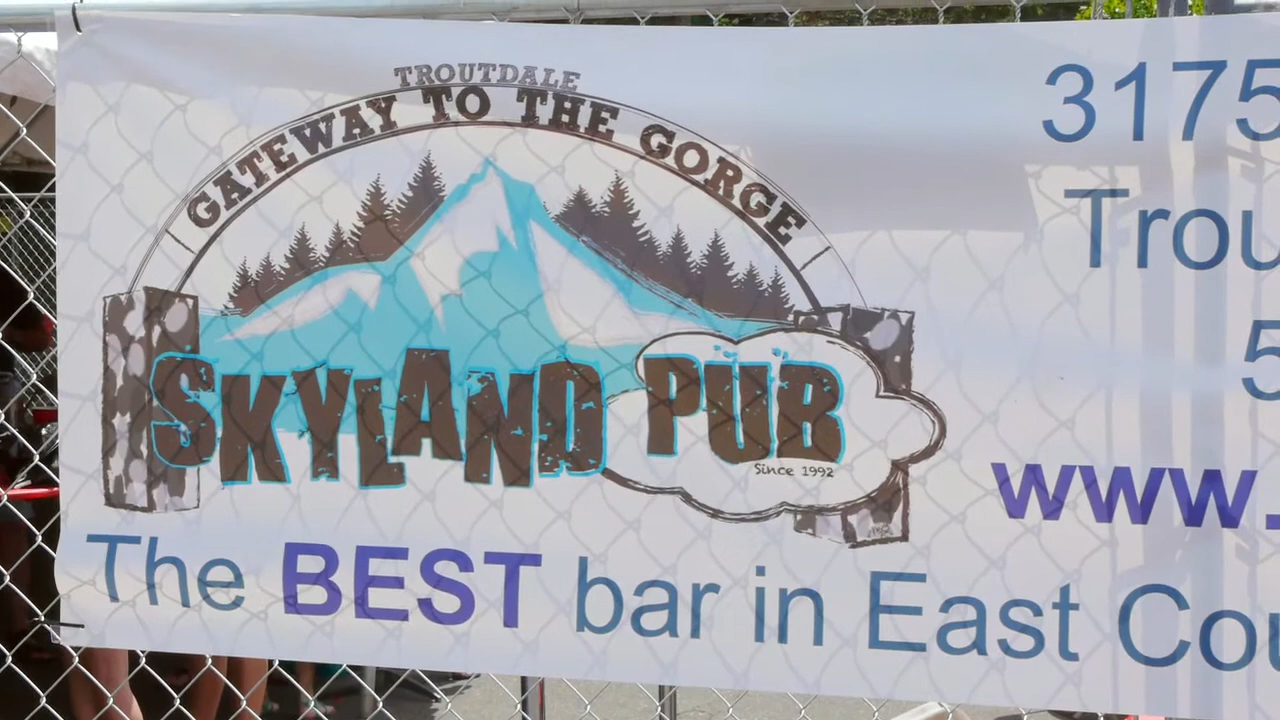 TROUTDALE
GATEWAY TO THE GORGE
SKYLAND PUB
Since 1992
The BEST bar in East Cou
3175
Trou
5
www.